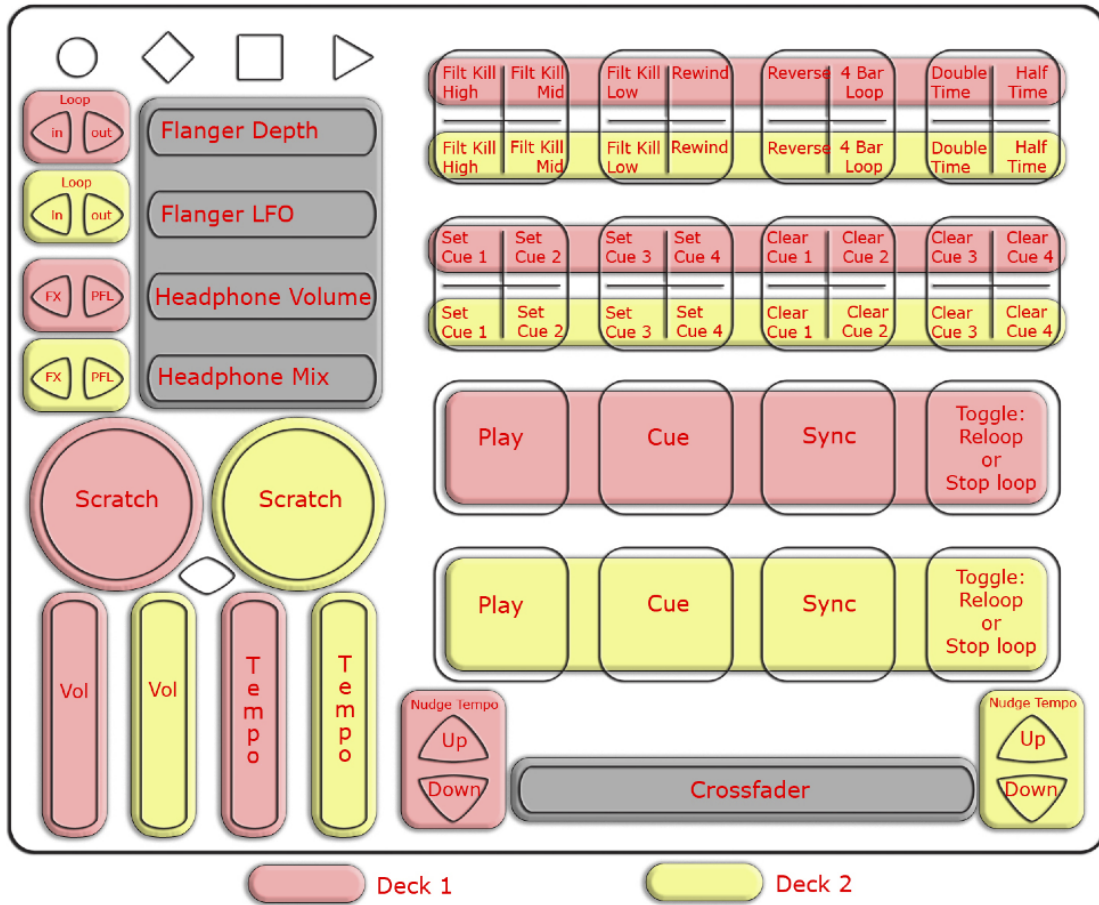 Loop
in out
Loop
in out
FX PFL
FX PFL
Flanger Depth
Flanger LFO
Headphone Volume
Headphone Mix
Scratch
Scratch
Vol
Vol
Tempo
Tempo
Filt Kill High
Filt Kill Mid
Filt Kill Low
Rewind
Reverse
4 Bar Loop
Double Time
Half Time
Filt Kill High
Filt Kill Mid
Filt Kill Low
Rewind
Reverse
4 Bar Loop
Double Time
Half Time
Set Cue 1
Set Cue 2
Set Cue 3
Set Cue 4
Clear Cue 1
Clear Cue 2
Clear Cue 3
Clear Cue 4
Set Cue 1
Set Cue 2
Set Cue 3
Set Cue 4
Clear Cue 1
Clear Cue 2
Clear Cue 3
Clear Cue 4
Play
Cue
Sync
Toggle:
Reloop
or
Stop loop
Play
Cue
Sync
Toggle:
Reloop
or
Stop loop
Nudge Tempo
Up
Down
Crossfader
Nudge Tempo
Up
Down
Deck 1
Deck 2